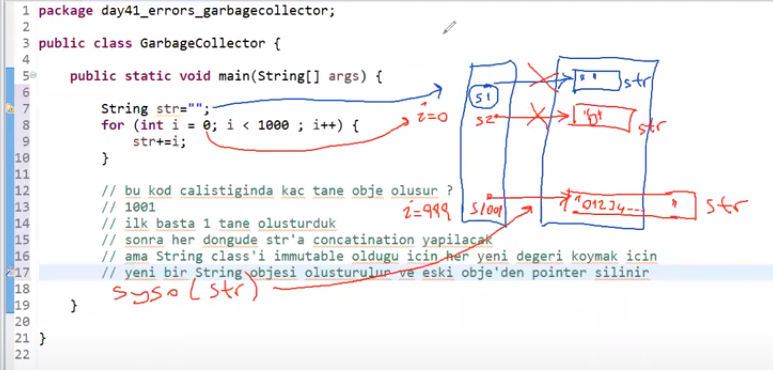 1 package day41_errors_garbagecollector;
2
3 public class GarbageCollector {
4
5 public static void main(String[] args) {
6
7 String str="";
8 for (int i = 0; i < 1000 ; i++) {
9 str+=i;
10 }
11
12 // bu kod calistiginda kac tane obje olusur ?
13 // 1001
14 // ilk basta 1 tane olusturduk
15 // sonra her dongude str'a concatination yapilacak
16 // ama String class'i immutable oldugu icin her yeni degeri koymak icin
17 // yeni bir String objesi olusturulur ve eski obje'den pointer silinir
18
19 }
20
21 }
22
s1 " " str
i=0 s2 "0" str
i=999 s1001 "01234... " str
syso(str)